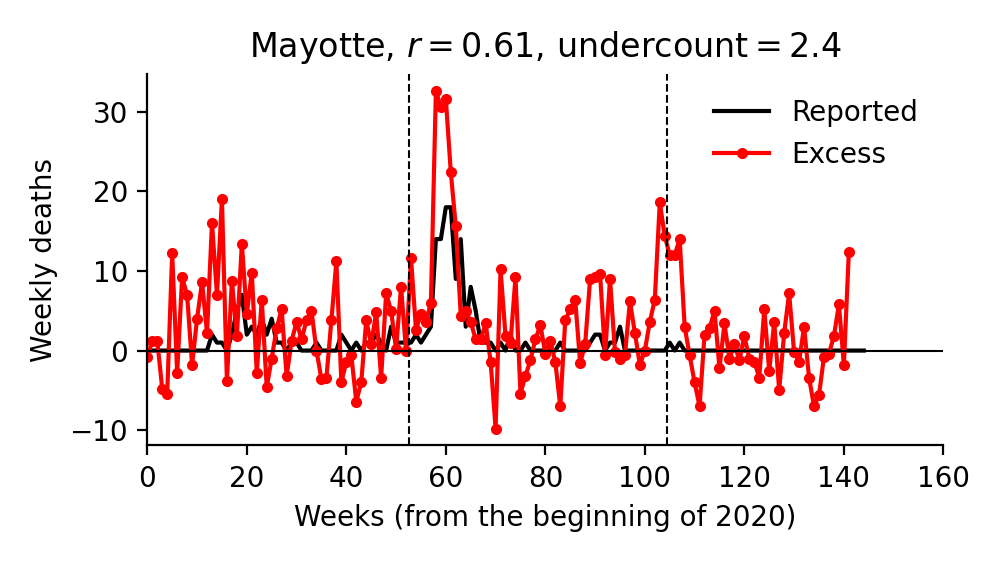 Mayotte, r = 0.61, undercount = 2.4
Reported
Excess
Weekly deaths
30
20
10
0
−10
0 20 40 60 80 100 120 140 160
Weeks (from the beginning of 2020)